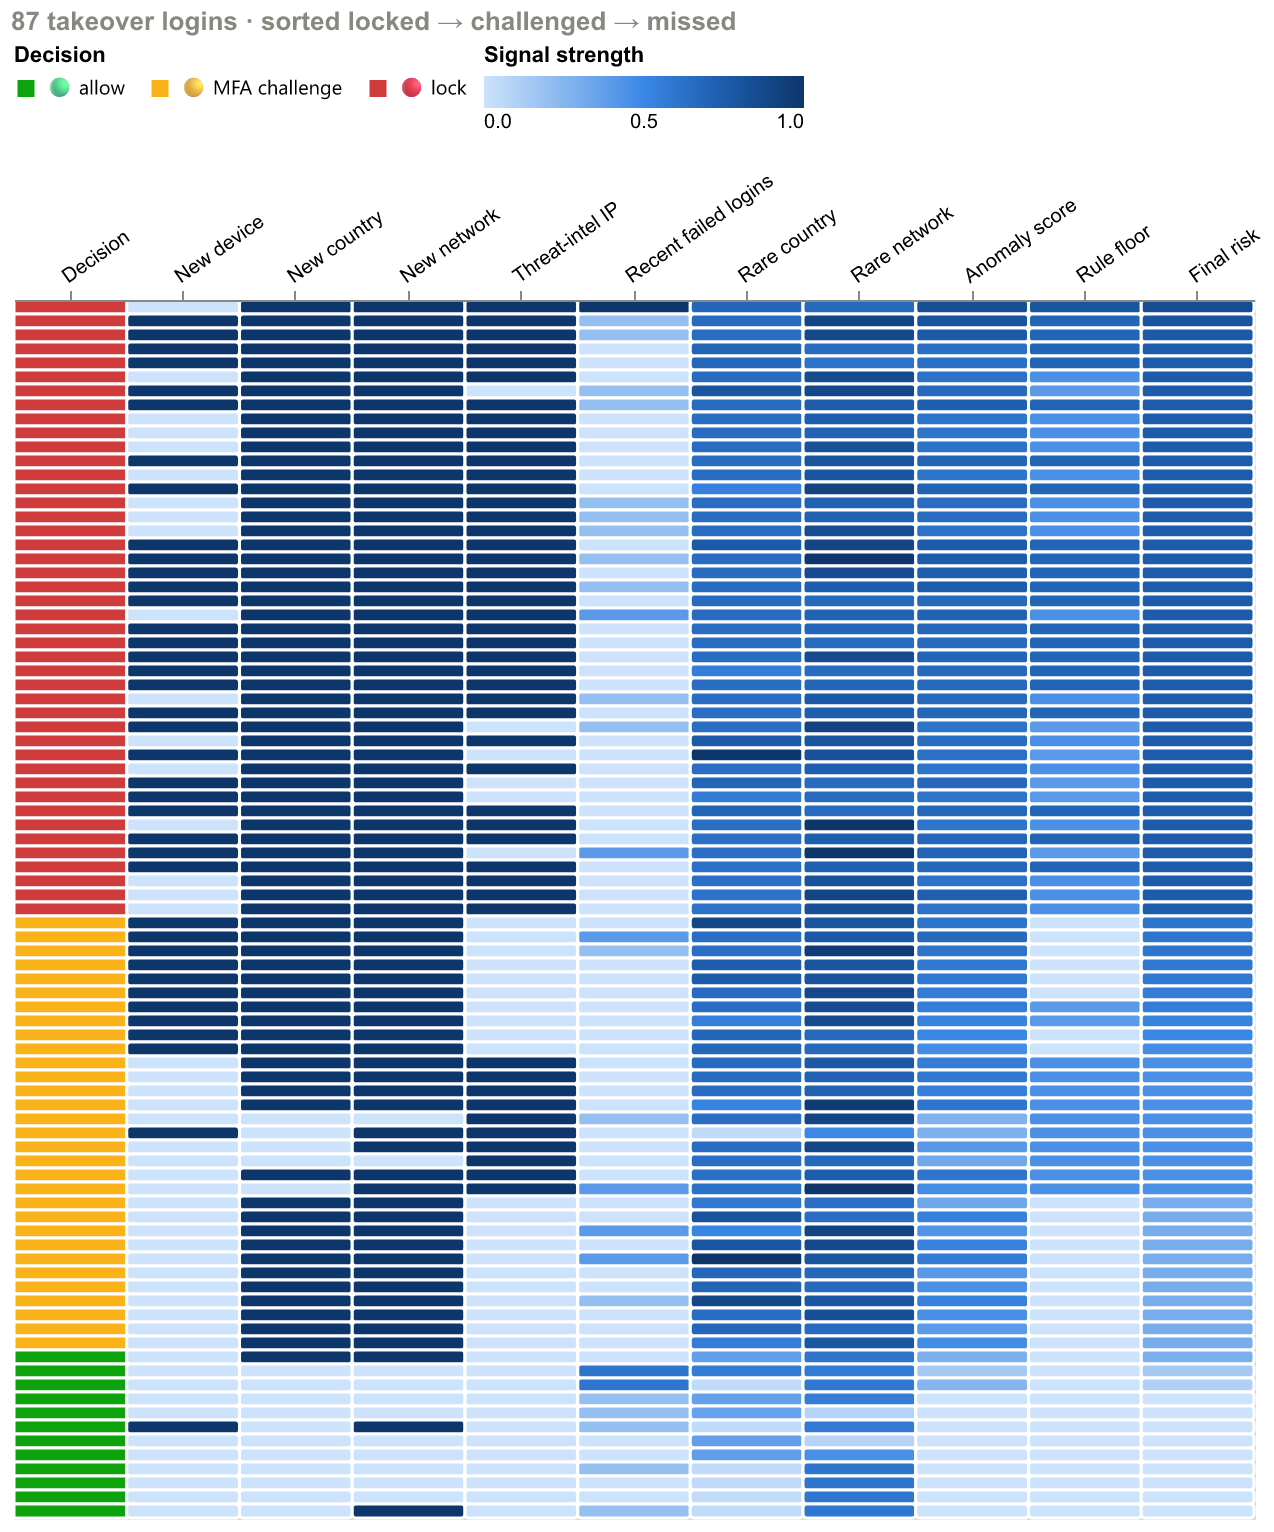 87 takeover logins · sorted locked → challenged → missed
Decision
allow MFA challenge lock
Signal strength
0.0 0.5 1.0
Decision
New device
New country
New network
Threat-intel IP
Recent failed logins
Rare country
Rare network
Anomaly score
Rule floor
Final risk